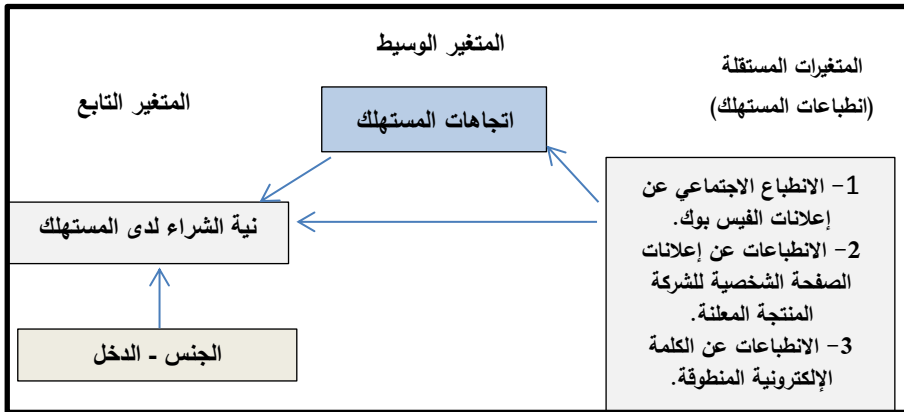 المتغير الوسيط
المتغيرات المستقلة
(انطباعات المستهلك)
المتغير التابع
اتجاهات المستهلك
1- الانطباع الاجتماعي عن
إعلانات الفيس بوك.
2- الانطباعات عن إعلانات
الصفحة الشخصية للشركة
المنتجة المعلنة.
3- الانطباعات عن الكلمة
الإلكترونية المنطوقة.
نية الشراء لدى المستهلك
الجنس - الدخل